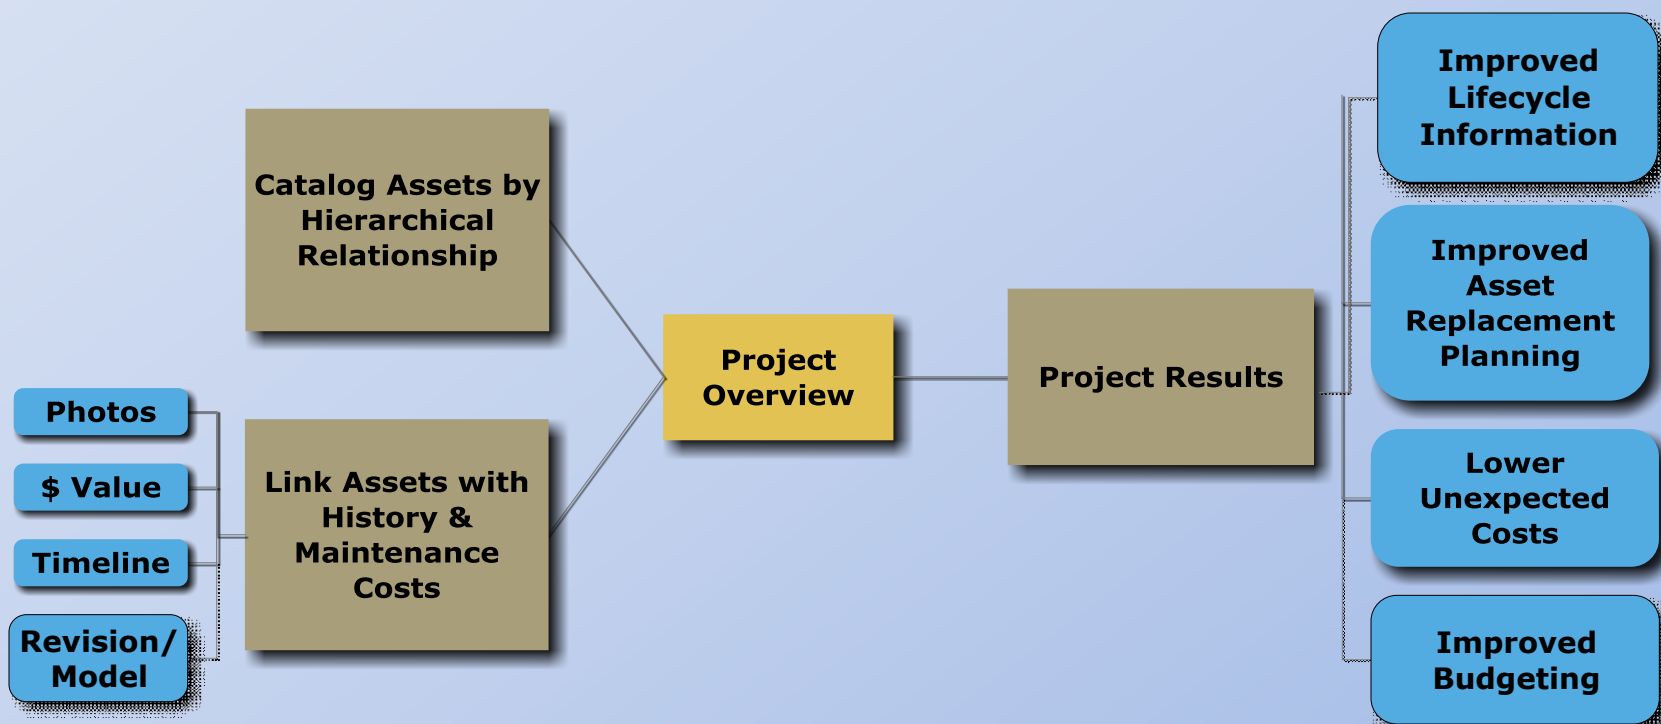 Catalog Assets by
Hierarchical
Relationship
Photos
$ Value
Timeline
Revision/
Model
Link Assets with
History &
Maintenance
Costs
Project
Overview
Project Results
Improved
Lifecycle
Information
Improved
Asset
Replacement
Planning
Lower
Unexpected
Costs
Improved
Budgeting